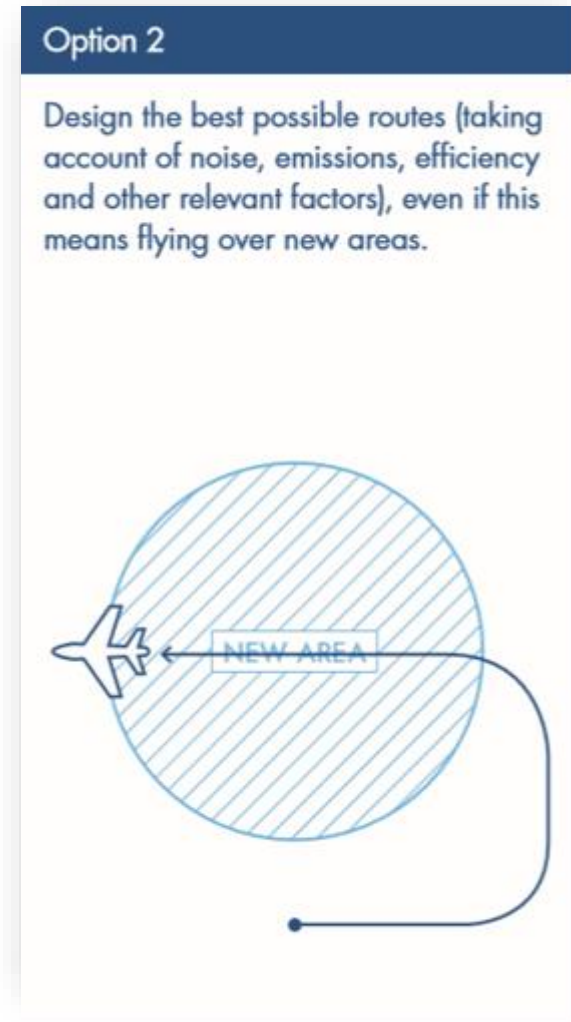 Option 2
Design the best possible routes (taking
account of noise, emissions, efficiency
and other relevant factors), even if this
means flying over new areas.
NEW AREA